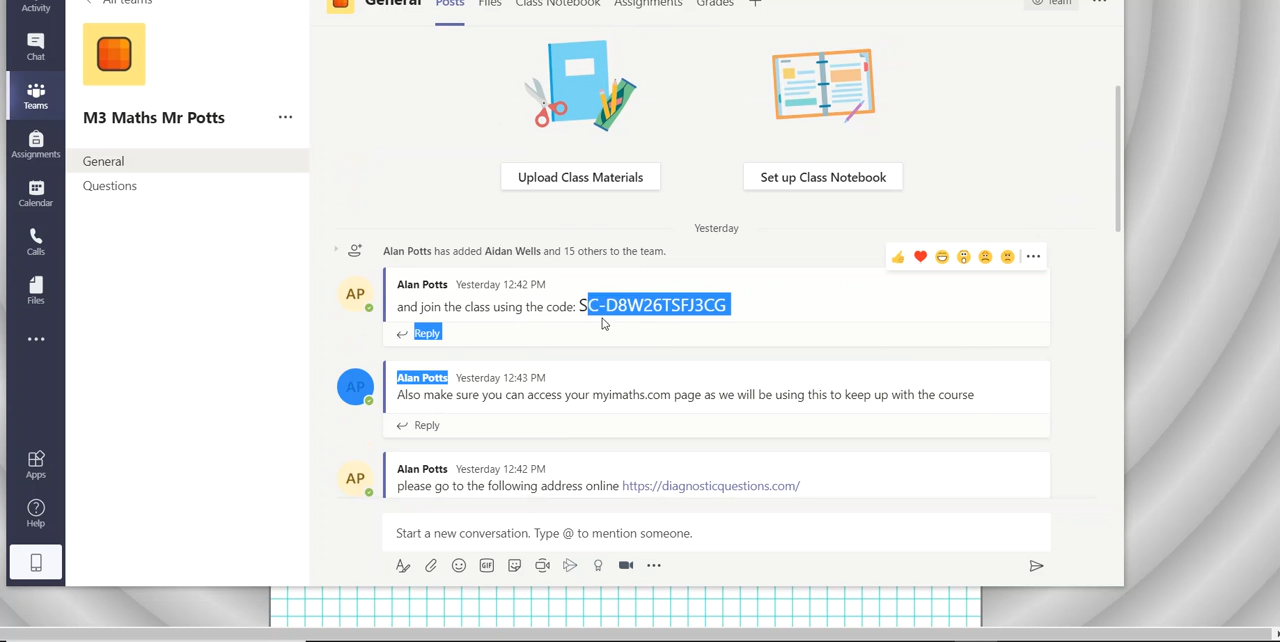 Activity
All teams
General Posts Files Class Notebook Assignments Grades
Team
Chat
Teams
M3 Maths Mr Potts
Assignments
General
Questions
Calendar
Calls
Files
Apps
Help
Upload Class Materials
Set up Class Notebook
Yesterday
Alan Potts has added Aidan Wells and 15 others to the team.
AP
Alan Potts Yesterday 12:42 PM
and join the class using the code: SC-D8W26TSFJ3CG
Reply
AP
Alan Potts Yesterday 12:43 PM
Also make sure you can access your myimaths.com page as we will be using this to keep up with the course
Reply
AP
Alan Potts Yesterday 12:42 PM
please go to the following address online https://diagnosticquestions.com/
Start a new conversation. Type @ to mention someone.
GIF